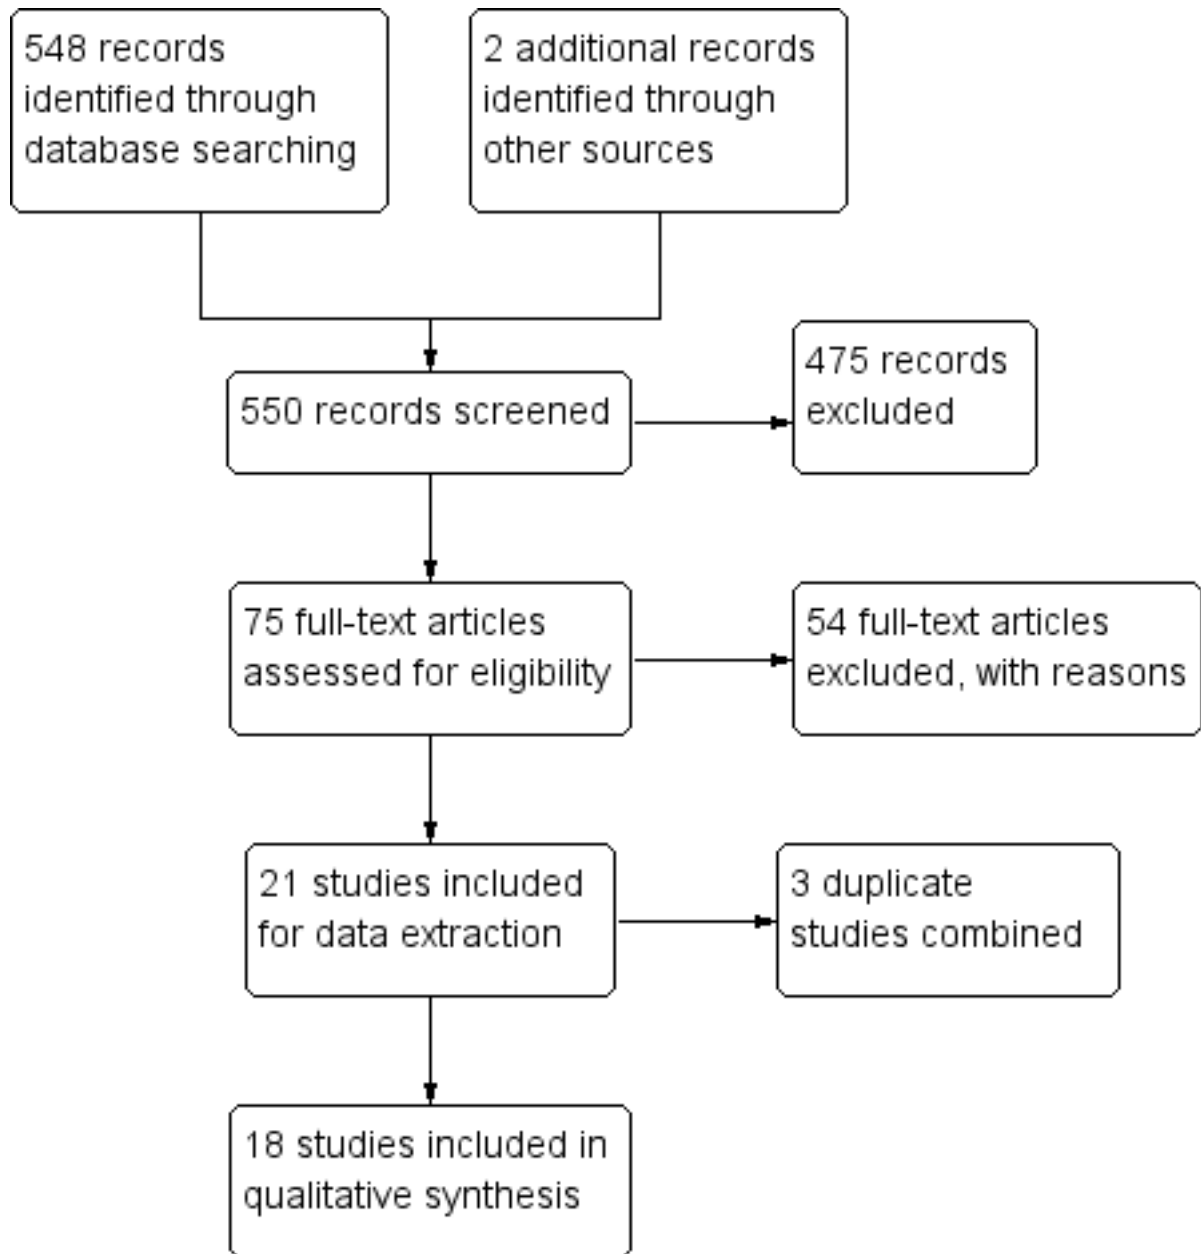 548 records
identified through
database searching
2 additional records
identified through
other sources
550 records screened
475 records
excluded
75 full-text articles
assessed for eligibility
54 full-text articles
excluded, with reasons
21 studies included
for data extraction
3 duplicate
studies combined
18 studies included in
qualitative synthesis